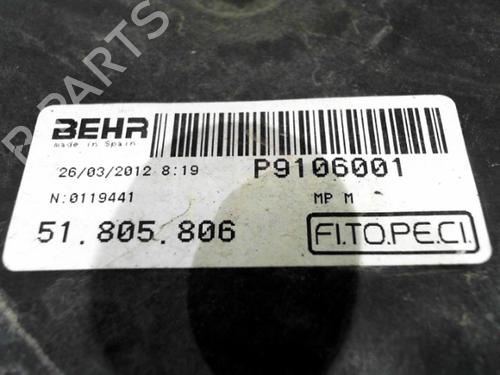 B PARTS
BEHR
made in Spain
26/03/2012 8:19 P9106001
N:0119441 MP M
51.805.806 FI.TO.PE.CI.